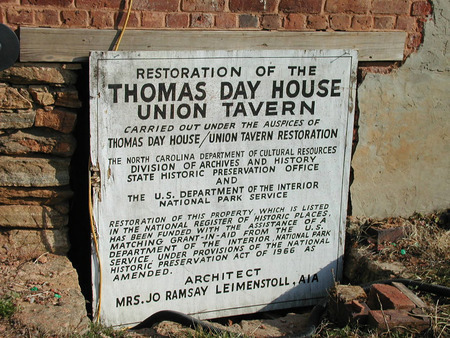 RESTORATION OF THE
THOMAS DAY HOUSE
UNION TAVERN
CARRIED OUT UNDER THE AUSPICES OF
THOMAS DAY HOUSE/UNION TAVERN RESTORATION
THE NORTH CAROLINA DEPARTMENT OF CULTURAL RESOURCES
DIVISION OF ARCHIVES AND HISTORY
STATE HISTORIC PRESERVATION OFFICE
AND
THE U.S. DEPARTMENT OF THE INTERIOR
NATIONAL PARK SERVICE
RESTORATION OF THIS PROPERTY, WHICH IS LISTED
IN THE NATIONAL REGISTER OF HISTORIC PLACES,
HAS BEEN FUNDED WITH THE ASSISTANCE OF A
MATCHING GRANT-IN-AID FROM THE U.S.
DEPARTMENT OF THE INTERIOR, NATIONAL PARK
SERVICE, UNDER PROVISIONS OF THE NATIONAL
HISTORIC PRESERVATION ACT OF 1966 AS
AMENDED.
ARCHITECT
MRS. JO RAMSAY LEIMENSTOLL, AIA